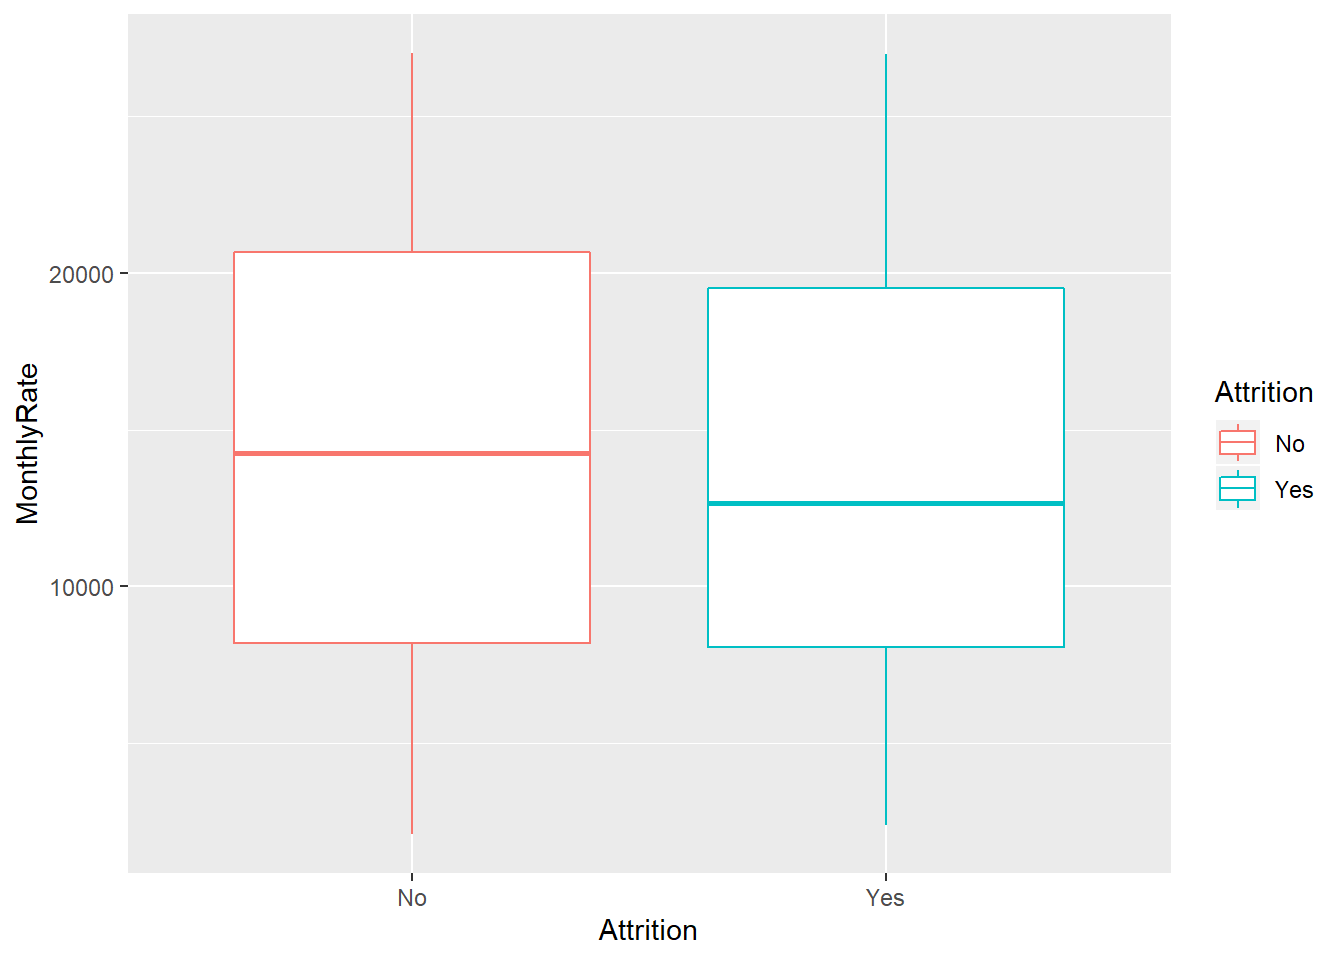 MonthlyRate
20000
10000
No
Yes
Attrition
Attrition
No
Yes